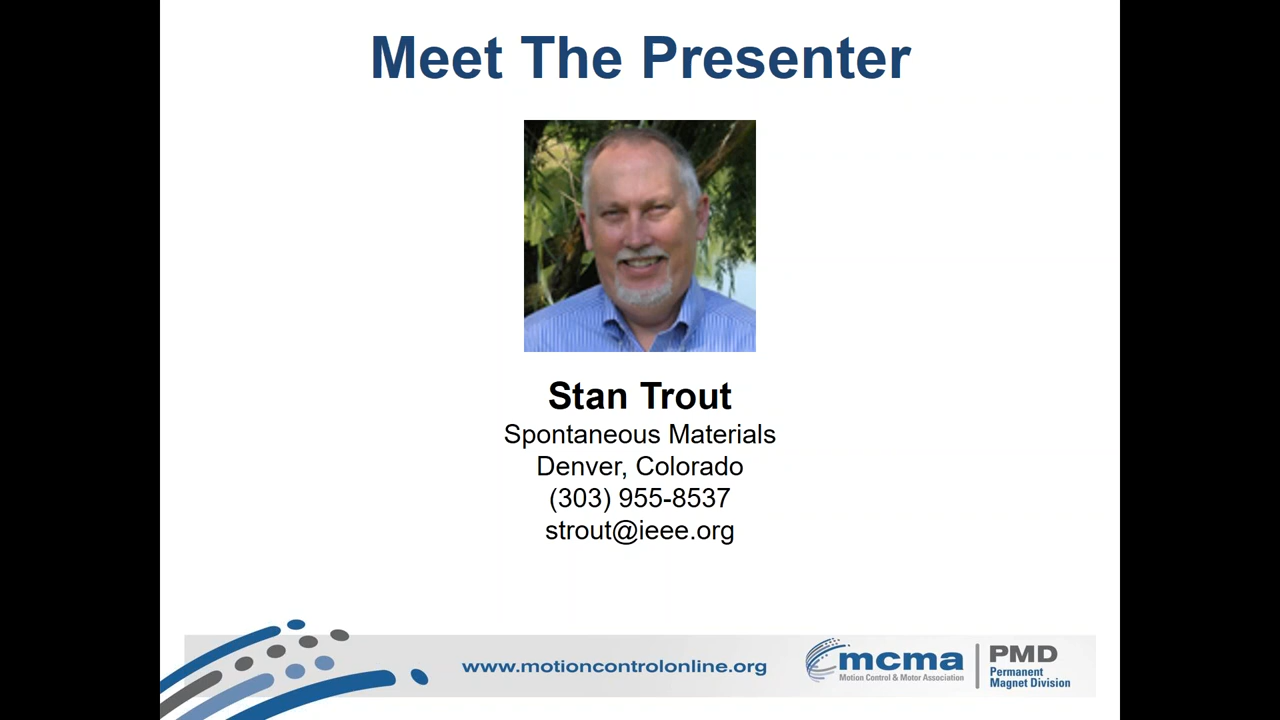 Meet The Presenter
Stan Trout
Spontaneous Materials
Denver, Colorado
(303) 955-8537
strout@ieee.org
www.motioncontrolonline.org
mcma
Motion Control & Motor Association
PMD
Permanent
Magnet Division